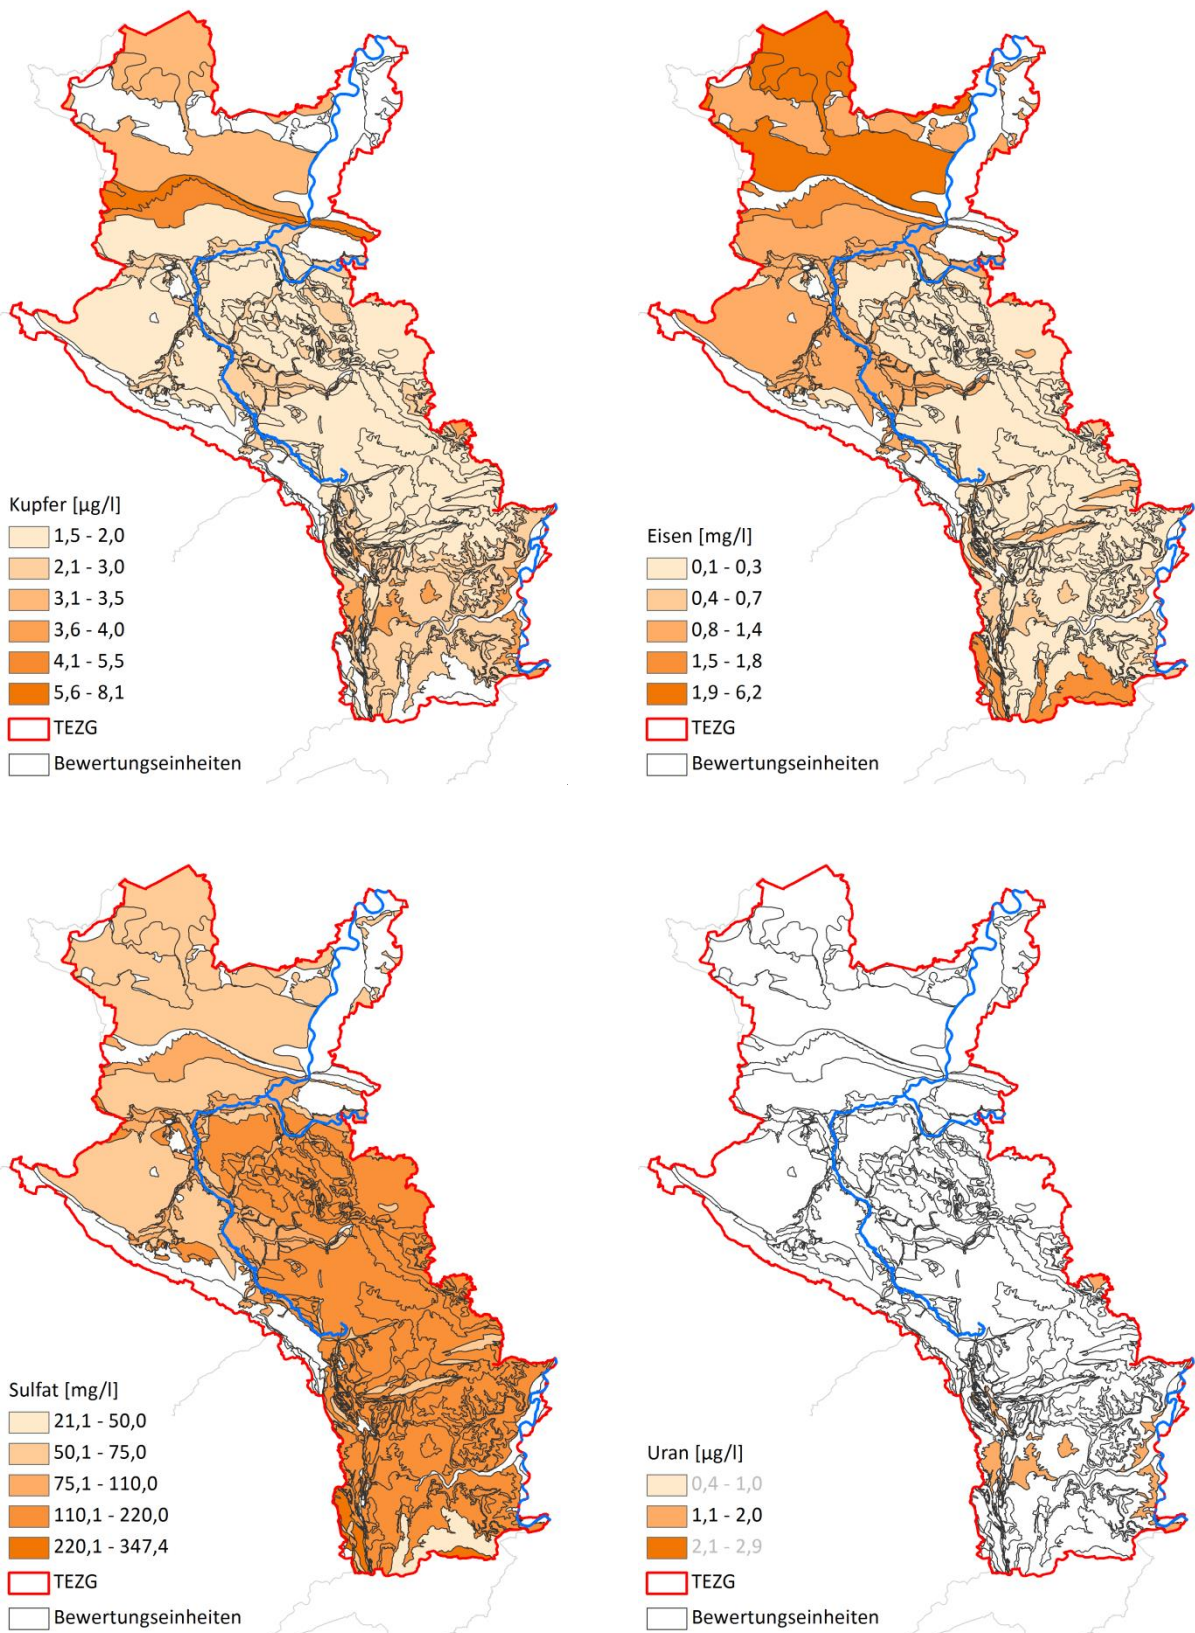 Kupfer [µg/l]
1,5 - 2,0
2,1 - 3,0
3,1 - 3,5
3,6 - 4,0
4,1 - 5,5
5,6 - 8,1
TEZG
Bewertungseinheiten
Eisen [mg/l]
0,1 - 0,3
0,4 - 0,7
0,8 - 1,4
1,5 - 1,8
1,9 - 6,2
TEZG
Bewertungseinheiten
Sulfat [mg/l]
21,1 - 50,0
50,1 - 75,0
75,1 - 110,0
110,1 - 220,0
220,1 - 347,4
TEZG
Bewertungseinheiten
Uran [µg/l]
0,4 - 1,0
1,1 - 2,0
2,1 - 2,9
TEZG
Bewertungseinheiten